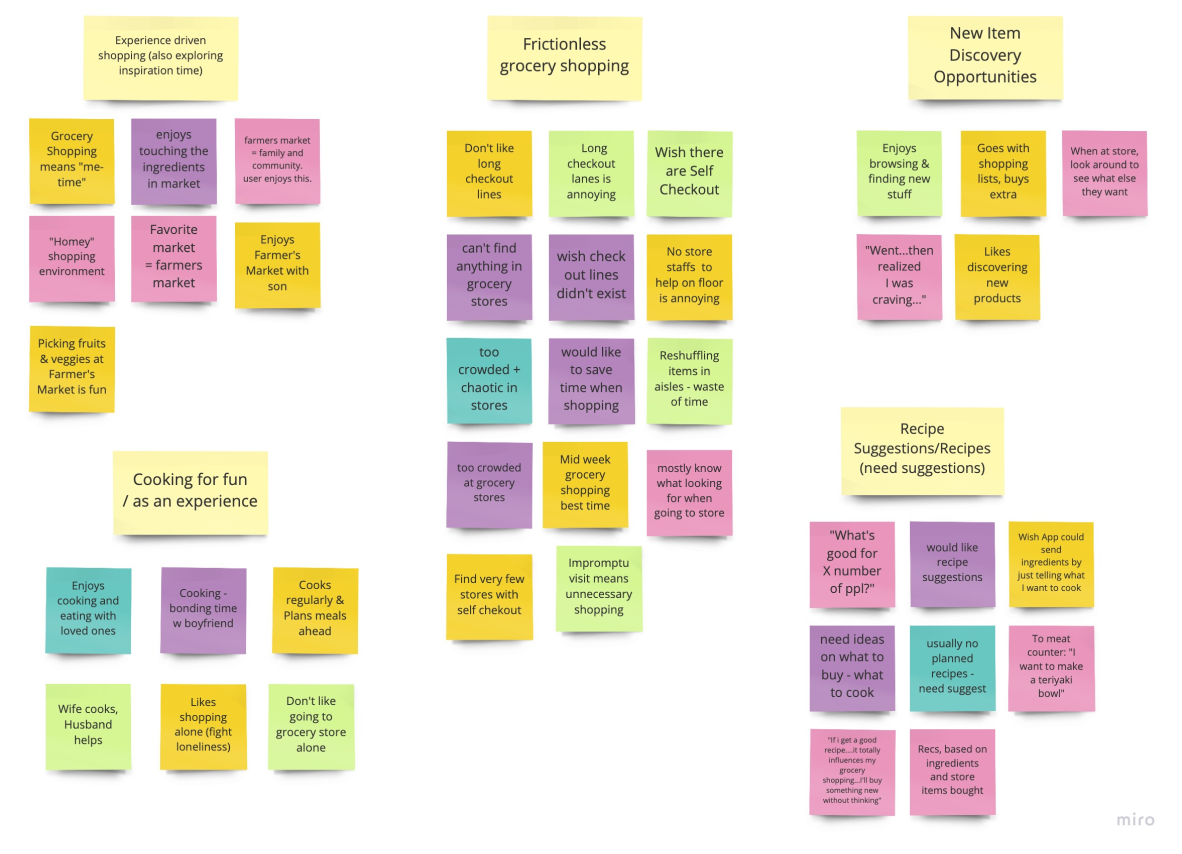 Experience driven
shopping (also exploring
inspiration time)
Grocery
Shopping
means "me-
time"
enjoys
touching the
ingredients
in market
farmers market
= family and
community.
user enjoys this.
"Homey"
shopping
environment
Favorite
market
= farmers
market
Enjoys
Farmer's
Market with
son
Picking fruits
& veggies at
Farmer's
Market is fun
Cooking for fun
/ as an experience
Enjoys
cooking and
eating with
loved ones
Cooking -
bonding time
w boyfriend
Cooks
regularly &
Plans meals
ahead
Wife cooks,
Husband
helps
Likes
shopping
alone (fight
loneliness)
Don't like
going to
grocery store
alone
Frictionless
grocery shopping
Don't like
long
checkout
lines
Long
checkout
lanes is
annoying
Wish there
are Self
Checkout
can't find
anything in
grocery
stores
wish check
out lines
didn't exist
No store
staffs to
help on floor
is annoying
too
crowded +
chaotic in
stores
would like
to save
time when
shopping
Reshuffling
items in
aisles - waste
of time
too crowded
at grocery
stores
Mid week
grocery
shopping
best time
mostly know
what looking
for when
going to store
Find very few
stores with
self chekout
Impromptu
visit means
unnecessary
shopping
New Item
Discovery
Opportunities
Enjoys
browsing &
finding new
stuff
Goes with
shopping
lists, buys
extra
When at store,
look around to
see what else
they want
"Went...then
realized
I was
craving..."
Likes
discovering
new
products
Recipe
Suggestions/Recipes
(need suggestions)
"What's
good for
X number
of ppl?"
would like
recipe
suggestions
Wish App could
send
ingredients by
just telling what
I want to cook
need ideas
on what to
buy - what
to cook
usually no
planned
recipes -
need suggest
To meat
counter: "I
want to make
a teriyaki
bowl"
"If i get a good
recipe....it totally
influences my
grocery
shopping...I'll buy
something new
without thinking"
Recs, based on
ingredients
and store
items bought
miro